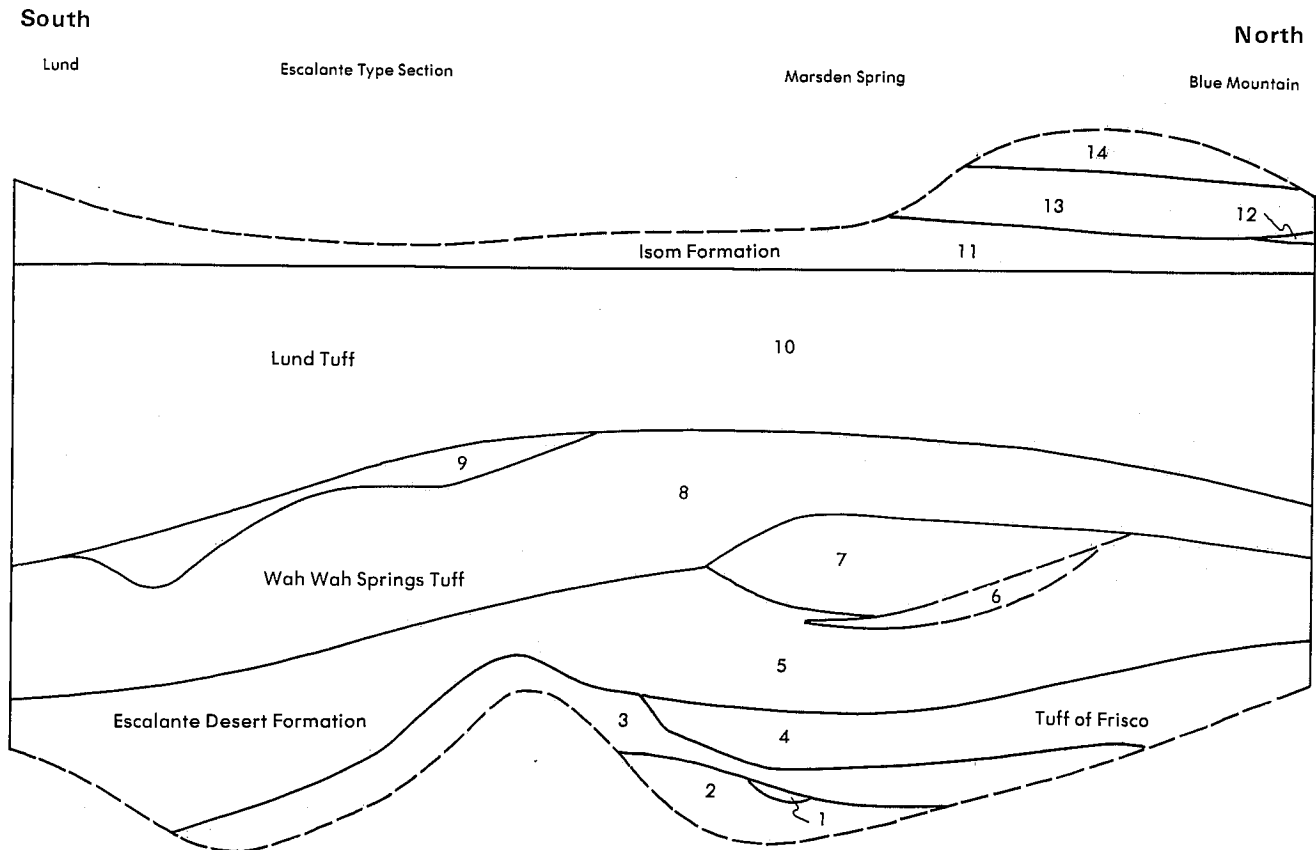 South
North
Lund
Escalante Type Section
Marsden Spring
Blue Mountain
14
13
12
Isom Formation
11
Lund Tuff
10
9
8
7
Wah Wah Springs Tuff
6
5
Escalante Desert Formation
3
4
Tuff of Frisco
2
1